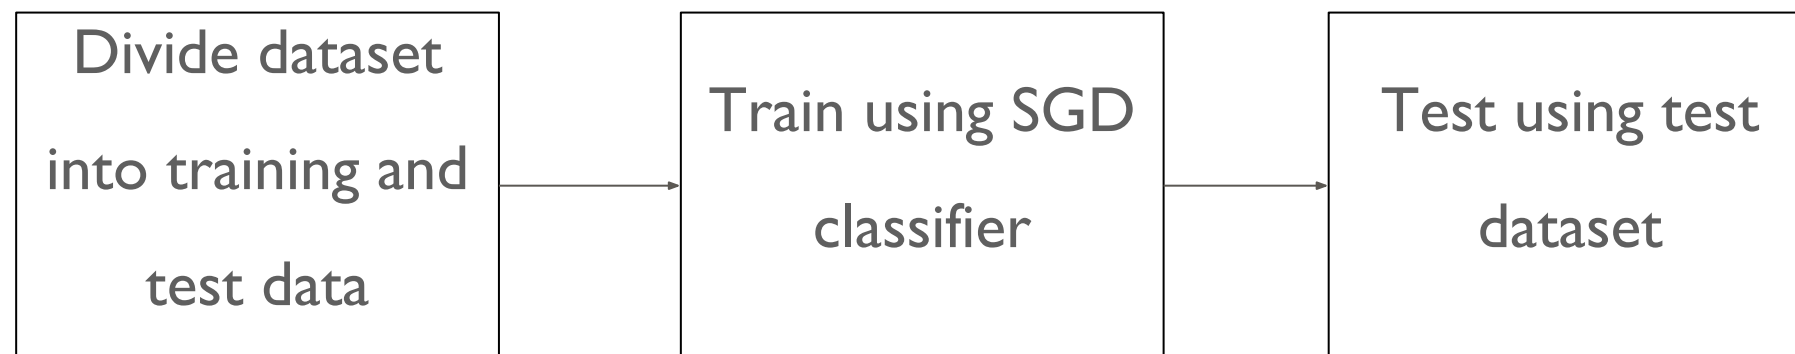 Divide dataset
into training and
test data
Train using SGD
classifier
Test using test
dataset